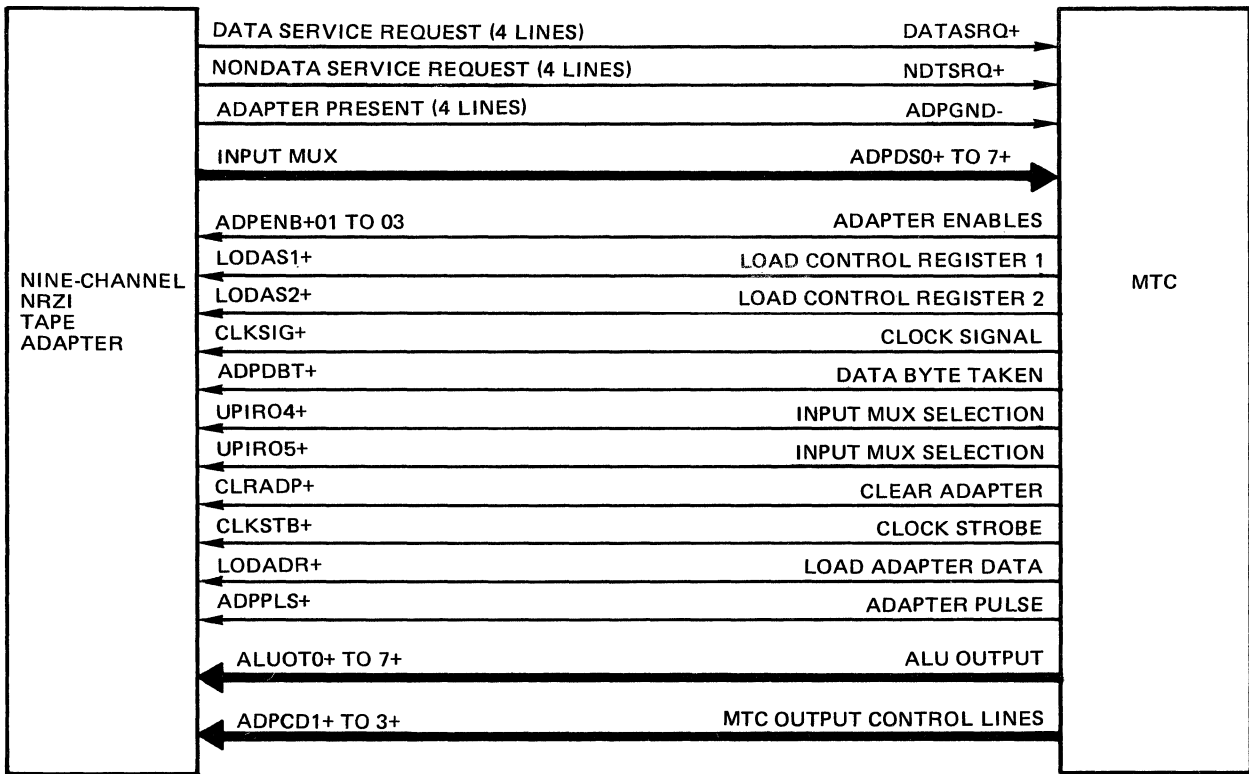 DATA SERVICE REQUEST (4 LINES) DATASRQ+
NONDATA SERVICE REQUEST (4 LINES) NDTSRQ+
ADAPTER PRESENT (4 LINES) ADPGND-
INPUT MUX ADPDS0+ TO 7+
ADPENB+01 TO 03 ADAPTER ENABLES
LODAS1+ LOAD CONTROL REGISTER 1
LODAS2+ LOAD CONTROL REGISTER 2
CLKSIG+ CLOCK SIGNAL
ADPDBT+ DATA BYTE TAKEN
UPIRO4+ INPUT MUX SELECTION
UPIRO5+ INPUT MUX SELECTION
CLRADP+ CLEAR ADAPTER
CLKSTB+ CLOCK STROBE
LODADR+ LOAD ADAPTER DATA
ADPPLS+ ADAPTER PULSE
ALUOT0+ TO 7+ ALU OUTPUT
ADPCD1+ TO 3+ MTC OUTPUT CONTROL LINES
NINE-CHANNEL
NRZI
TAPE
ADAPTER
MTC